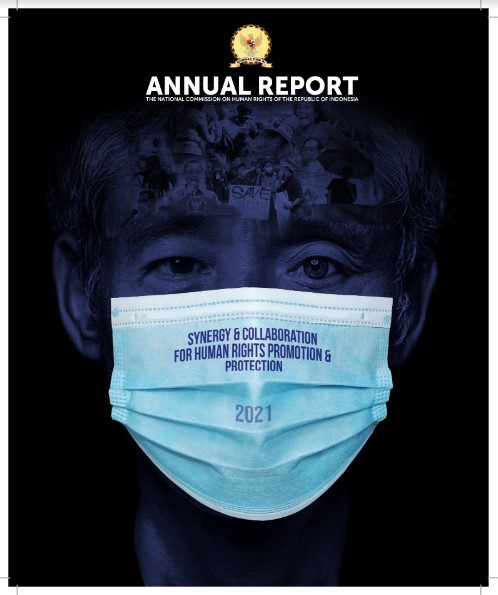 ANNUAL REPORT
THE NATIONAL COMMISSION ON HUMAN RIGHTS OF THE REPUBLIC OF INDONESIA
SAVE
SYNERGY & COLLABORATION
FOR HUMAN RIGHTS PROMOTION &
PROTECTION
2021